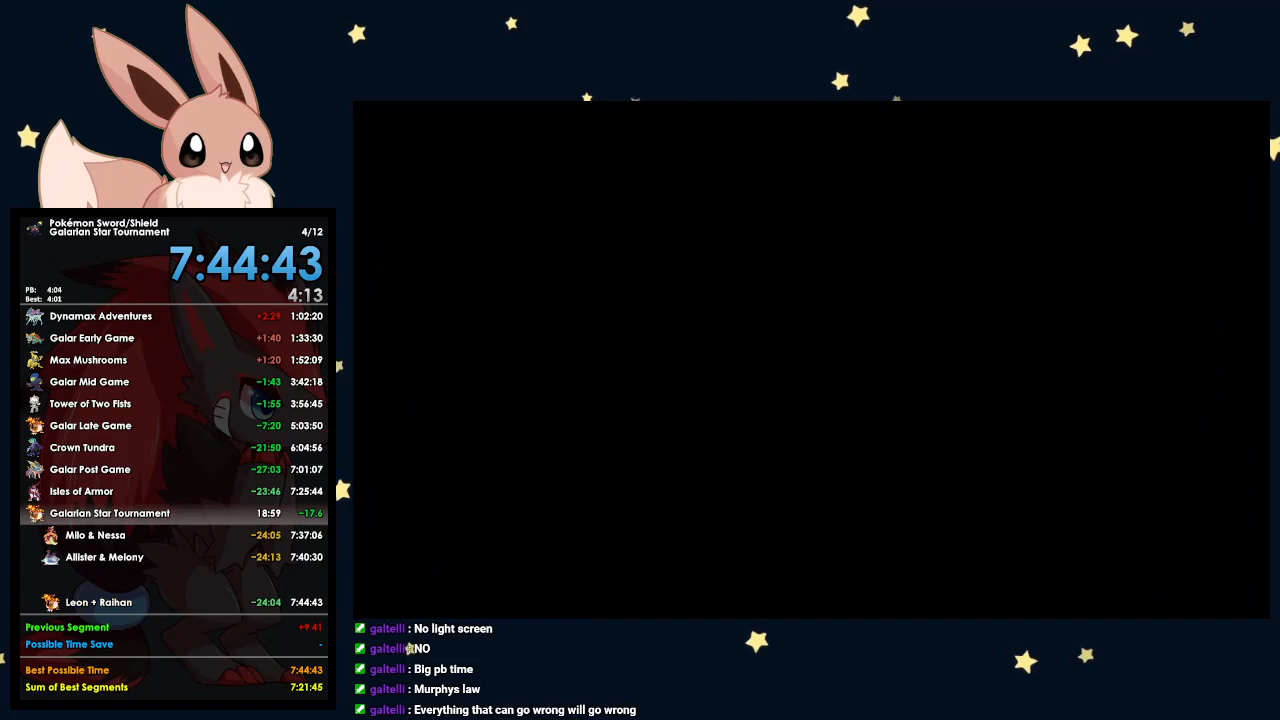 Pokémon Sword/Shield
Galarian Star Tournament 4/12
7:44:43
PB: 4:04
Best: 4:01
4:13
Dynamax Adventures +2:29 1:02:20
Galar Early Game +1:40 1:33:30
Max Mushrooms +1:20 1:52:09
Galar Mid Game −1:43 3:42:18
Tower of Two Fists −1:55 3:56:45
Galar Late Game −7:20 5:03:50
Crown Tundra −21:50 6:04:56
Galar Post Game −27:03 7:01:07
Isles of Armor −23:46 7:25:44
Galarian Star Tournament 18:59 −17.6
Milo & Nessa −24:05 7:37:06
Allister & Melony −24:13 7:40:30
Leon + Raihan −24:04 7:44:43
Previous Segment +9.41
Possible Time Save -
Best Possible Time 7:44:43
Sum of Best Segments 7:21:45
galtelli : No light screen
galtelli : NO
galtelli : Big pb time
galtelli : Murphys law
galtelli : Everything that can go wrong will go wrong